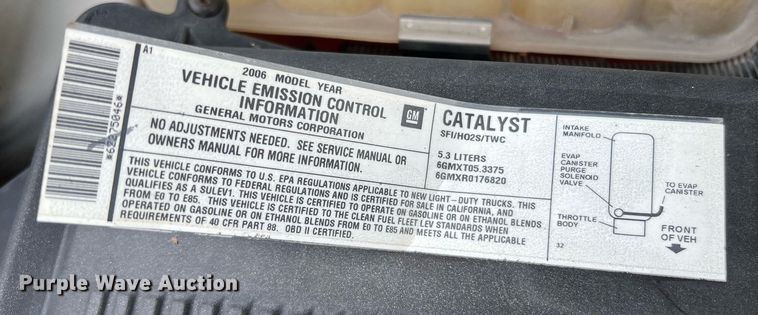 A1
*62075046*
2006 MODEL YEAR
VEHICLE EMISSION CONTROL
INFORMATION
GENERAL MOTORS CORPORATION
GM
NO ADJUSTMENTS NEEDED. SEE SERVICE MANUAL OR
OWNERS MANUAL FOR MORE INFORMATION.
THIS VEHICLE CONFORMS TO U.S. EPA REGULATIONS APPLICABLE TO NEW LIGHT-DUTY TRUCKS. THIS
VEHICLE CONFORMS TO FEDERAL REGULATIONS AND IS CERTIFIED FOR SALE IN CALIFORNIA, AND
QUALIFIES AS A SULEV1. THIS VEHICLE IS CERTIFIED TO OPERATE ON GASOLINE OR ON ETHANOL BLENDS
FROM E0 TO E85. THIS VEHICLE IS CERTIFIED TO THE CLEAN FUEL FLEET LEV STANDARDS WHEN
OPERATED ON GASOLINE OR ON ETHANOL BLENDS FROM E0 TO E85 AND MEETS ALL THE APPLICABLE
REQUIREMENTS OF 40 CFR PART 88. OBD II CERTIFIED.
CATALYST
SFI/HO2S/TWC
5.3 LITERS
6GMXT05.3375
6GMXR0176820
INTAKE
MANIFOLD
EVAP
CANISTER
PURGE
SOLENOID
VALVE
THROTTLE
BODY
TO EVAP
CANISTER
FRONT
OF VEH
32
Purple Wave Auction